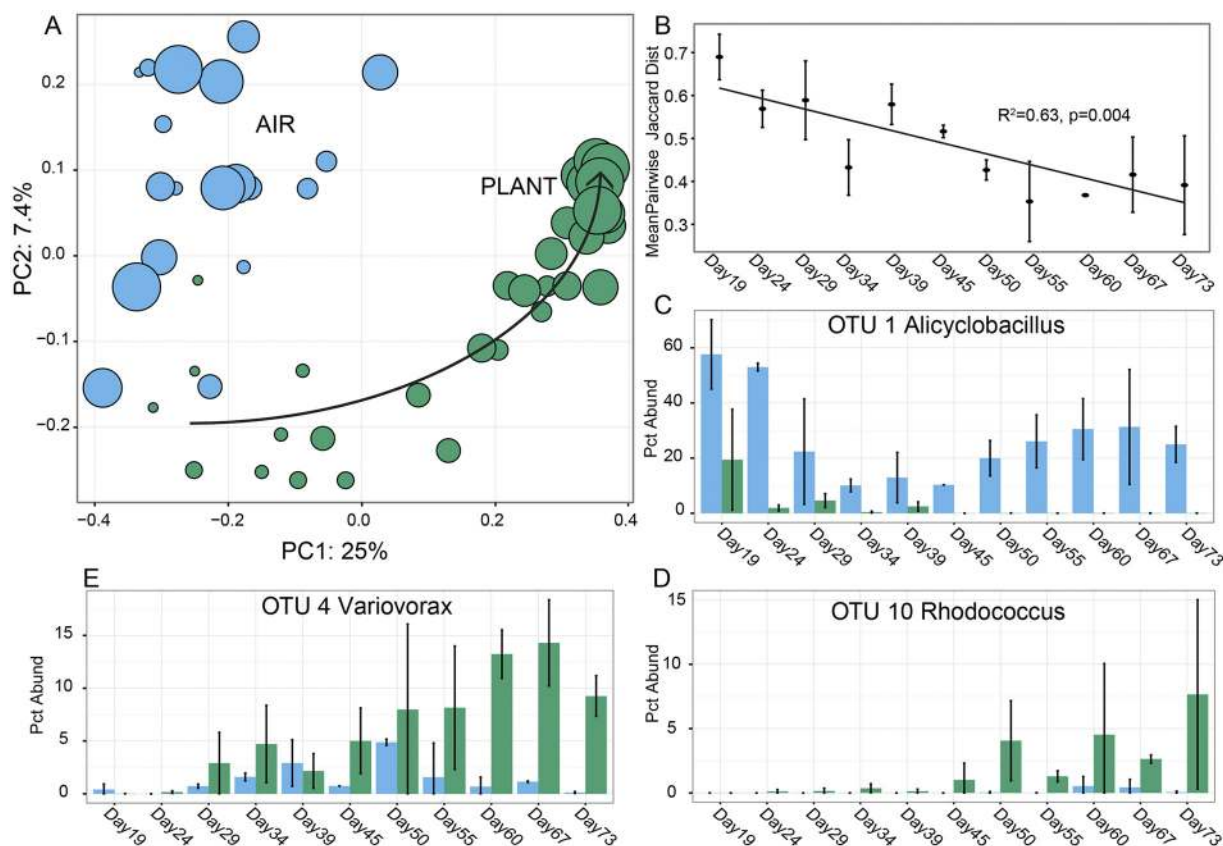 A
0.2
0.1
0.0
−0.1
−0.2
PC2: 7.4%
AIR
PLANT
−0.4
−0.2
0.0
0.2
0.4
PC1: 25%
B
0.7
0.6
0.5
0.4
0.3
MeanPairwise Jaccard Dist
R²=0.63, p=0.004
Day19
Day24
Day29
Day34
Day39
Day45
Day50
Day55
Day60
Day67
Day73
C
OTU 1 Alicyclobacillus
60
40
20
0
Pct Abund
Day19
Day24
Day29
Day34
Day39
Day45
Day50
Day55
Day60
Day67
Day73
E
OTU 4 Variovorax
15
10
5
0
Pct Abund
Day19
Day24
Day29
Day34
Day39
Day45
Day50
Day55
Day60
Day67
Day73
D
OTU 10 Rhodococcus
15
10
5
0
Pct Abund
Day19
Day24
Day29
Day34
Day39
Day45
Day50
Day55
Day60
Day67
Day73